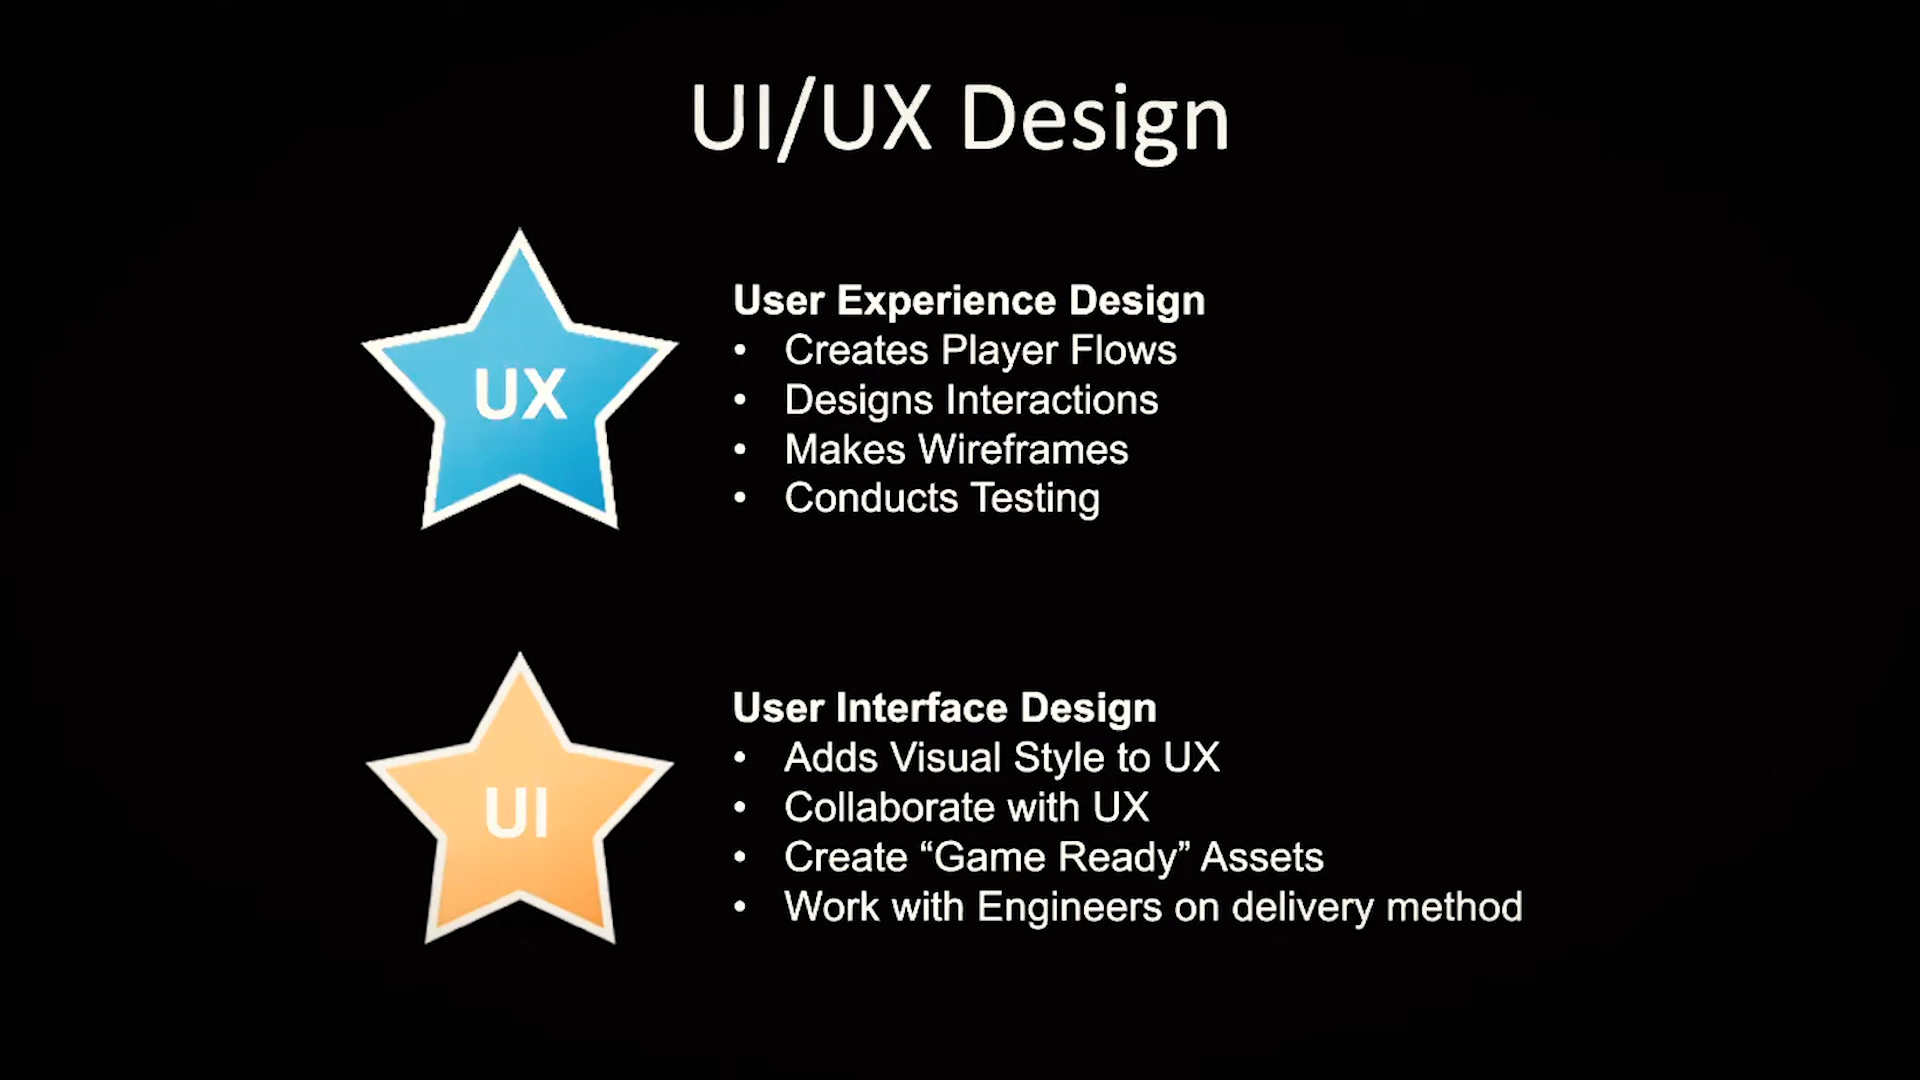 UI/UX Design
UX
User Experience Design
• Creates Player Flows
• Designs Interactions
• Makes Wireframes
• Conducts Testing
UI
User Interface Design
• Adds Visual Style to UX
• Collaborate with UX
• Create “Game Ready” Assets
• Work with Engineers on delivery method